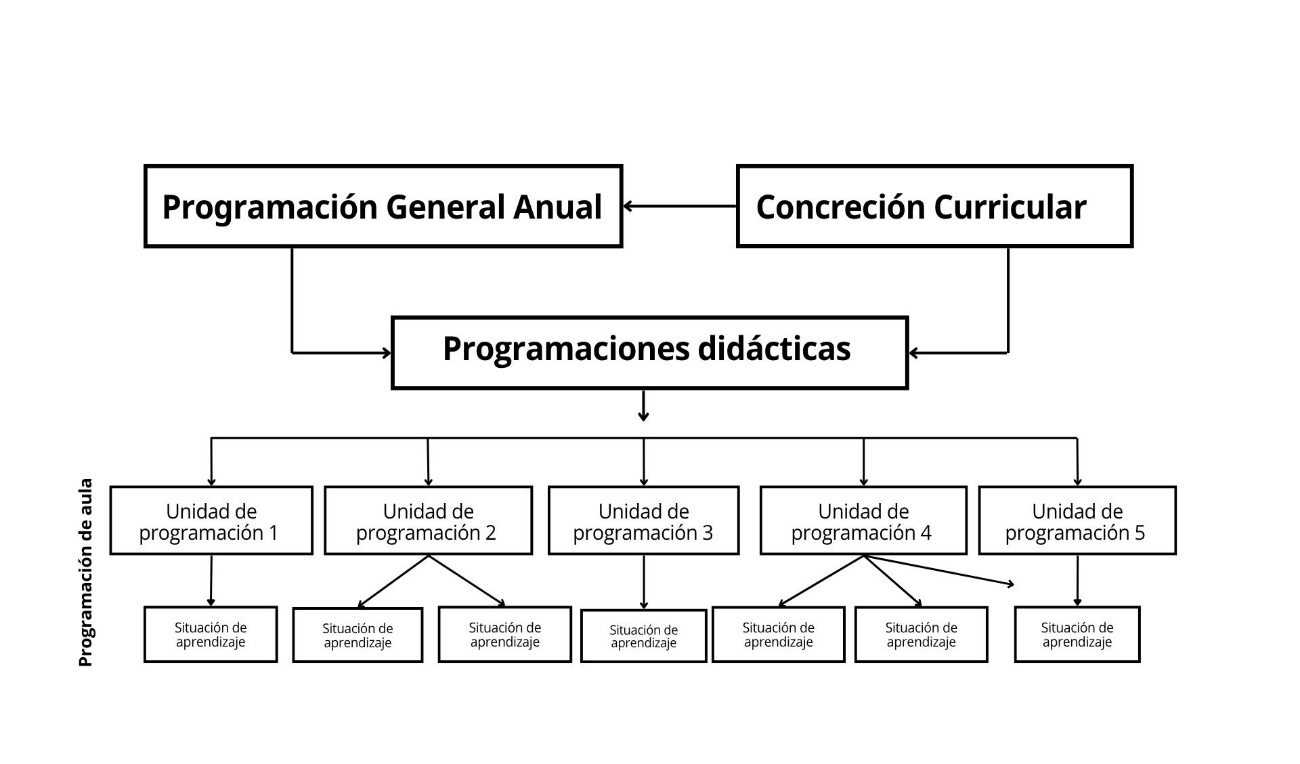 Programación General Anual
Concreción Curricular
Programaciones didácticas
Programación de aula
Unidad de
programación 1
Unidad de
programación 2
Unidad de
programación 3
Unidad de
programación 4
Unidad de
programación 5
Situación de
aprendizaje
Situación de
aprendizaje
Situación de
aprendizaje
Situación de
aprendizaje
Situación de
aprendizaje
Situación de
aprendizaje
Situación de
aprendizaje